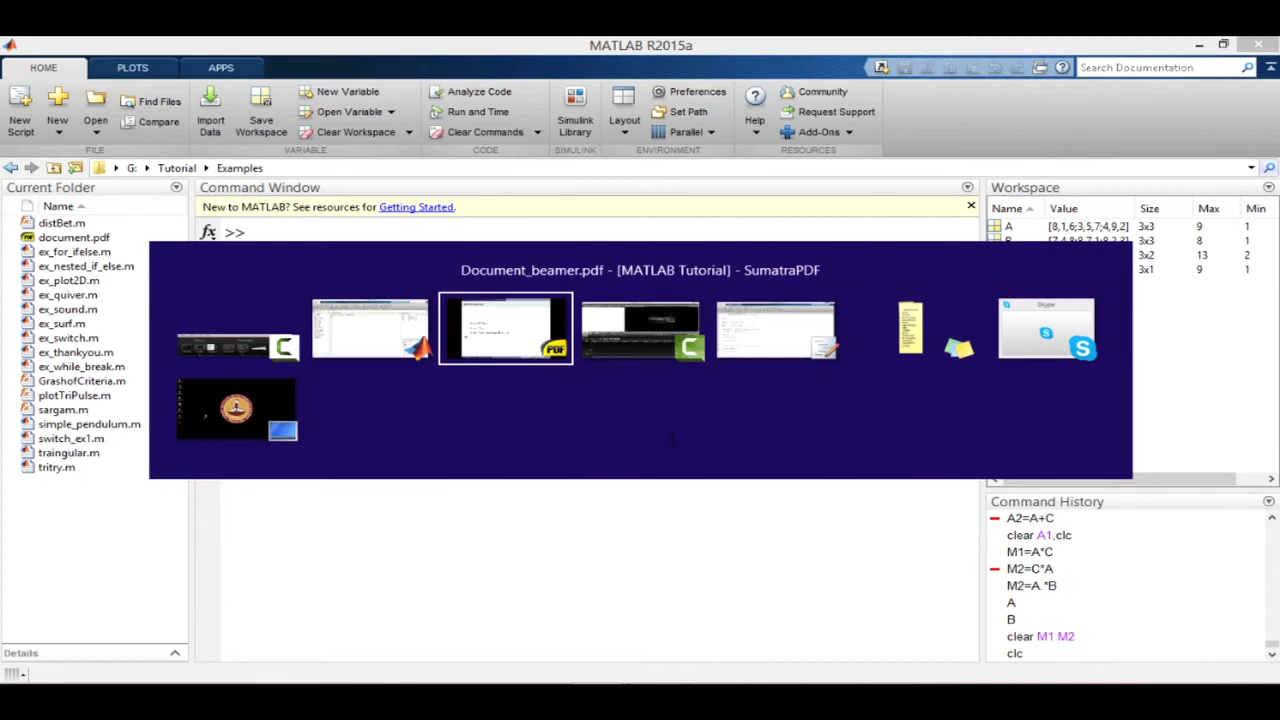 MATLAB R2015a
HOME PLOTS APPS Search Documentation
New Script
New
Open
Find Files
Compare
FILE
Import Data
Save Workspace
New Variable
Open Variable
Clear Workspace
VARIABLE
Analyze Code
Run and Time
Clear Commands
CODE
Simulink Library
SIMULINK
Layout
Preferences
Set Path
Parallel
ENVIRONMENT
Help
Community
Request Support
Add-Ons
RESOURCES
G: Tutorial Examples
Current Folder
Name
distBet.m
document.pdf
ex_for_ifelse.m
ex_nested_if_else.m
ex_plot2D.m
ex_quiver.m
ex_sound.m
ex_surf.m
ex_switch.m
ex_thankyou.m
ex_while_break.m
GrashofCriteria.m
plotTriPulse.m
sargam.m
simple_pendulum.m
switch_ex1.m
traingular.m
tritry.m
Details
Command Window
New to MATLAB? See resources for Getting Started.
fx >>
Document_beamer.pdf - [MATLAB Tutorial] - SumatraPDF
PDF
Skype
Workspace
Name Value Size Max Min
A [8,1,6;3,5,7;4,9,2] 3x3 9 1
3x3 8 1
3x2 13 2
3x1 9 1
Command History
A2=A+C
clear A1,clc
M1=A*C
M2=C*A
M2=A.*B
A
B
clear M1 M2
clc